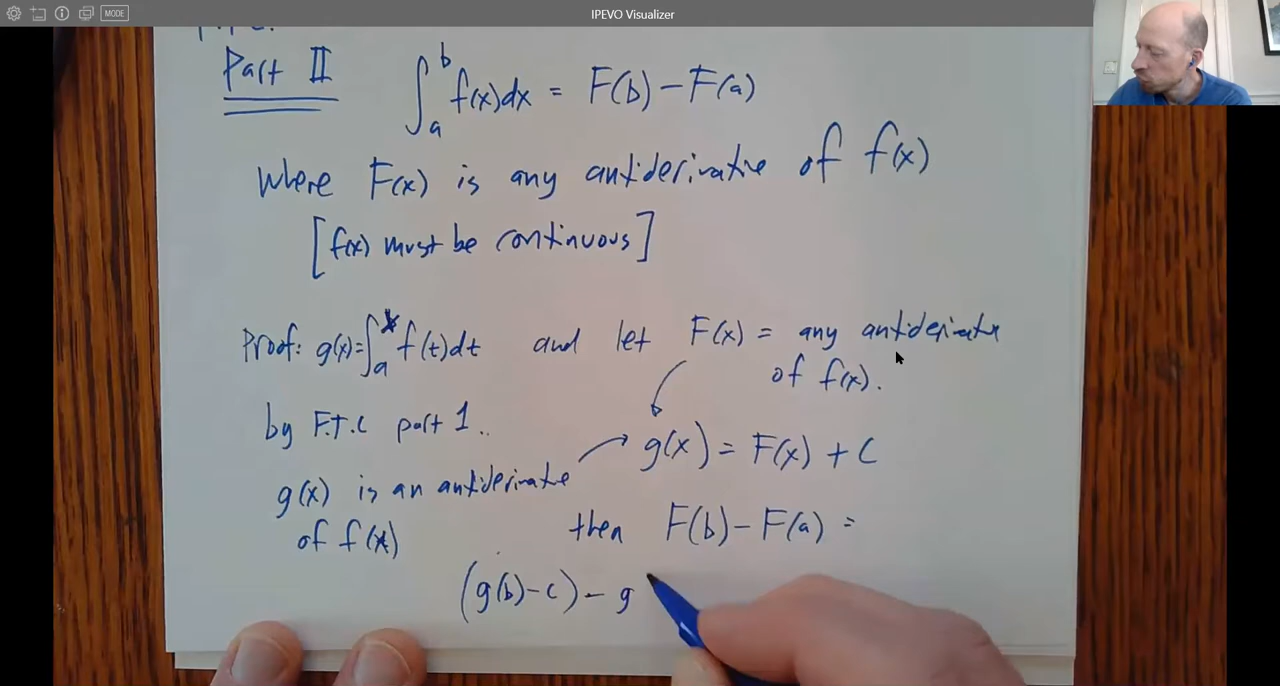 MODE
IPEVO Visualizer
Part II
∫_a^b f(x)dx = F(b) - F(a)
where F(x) is any antiderivative of f(x)
[f(x) must be continuous]
Proof: g(x)=∫_a^x f(t)dt and let F(x) = any antiderivative
of f(x).
by F.T.C part 1..
g(x) = F(x) + C
g(x) is an antiderivative
of f(x)
then F(b) - F(a) =
(g(b)-c) - g